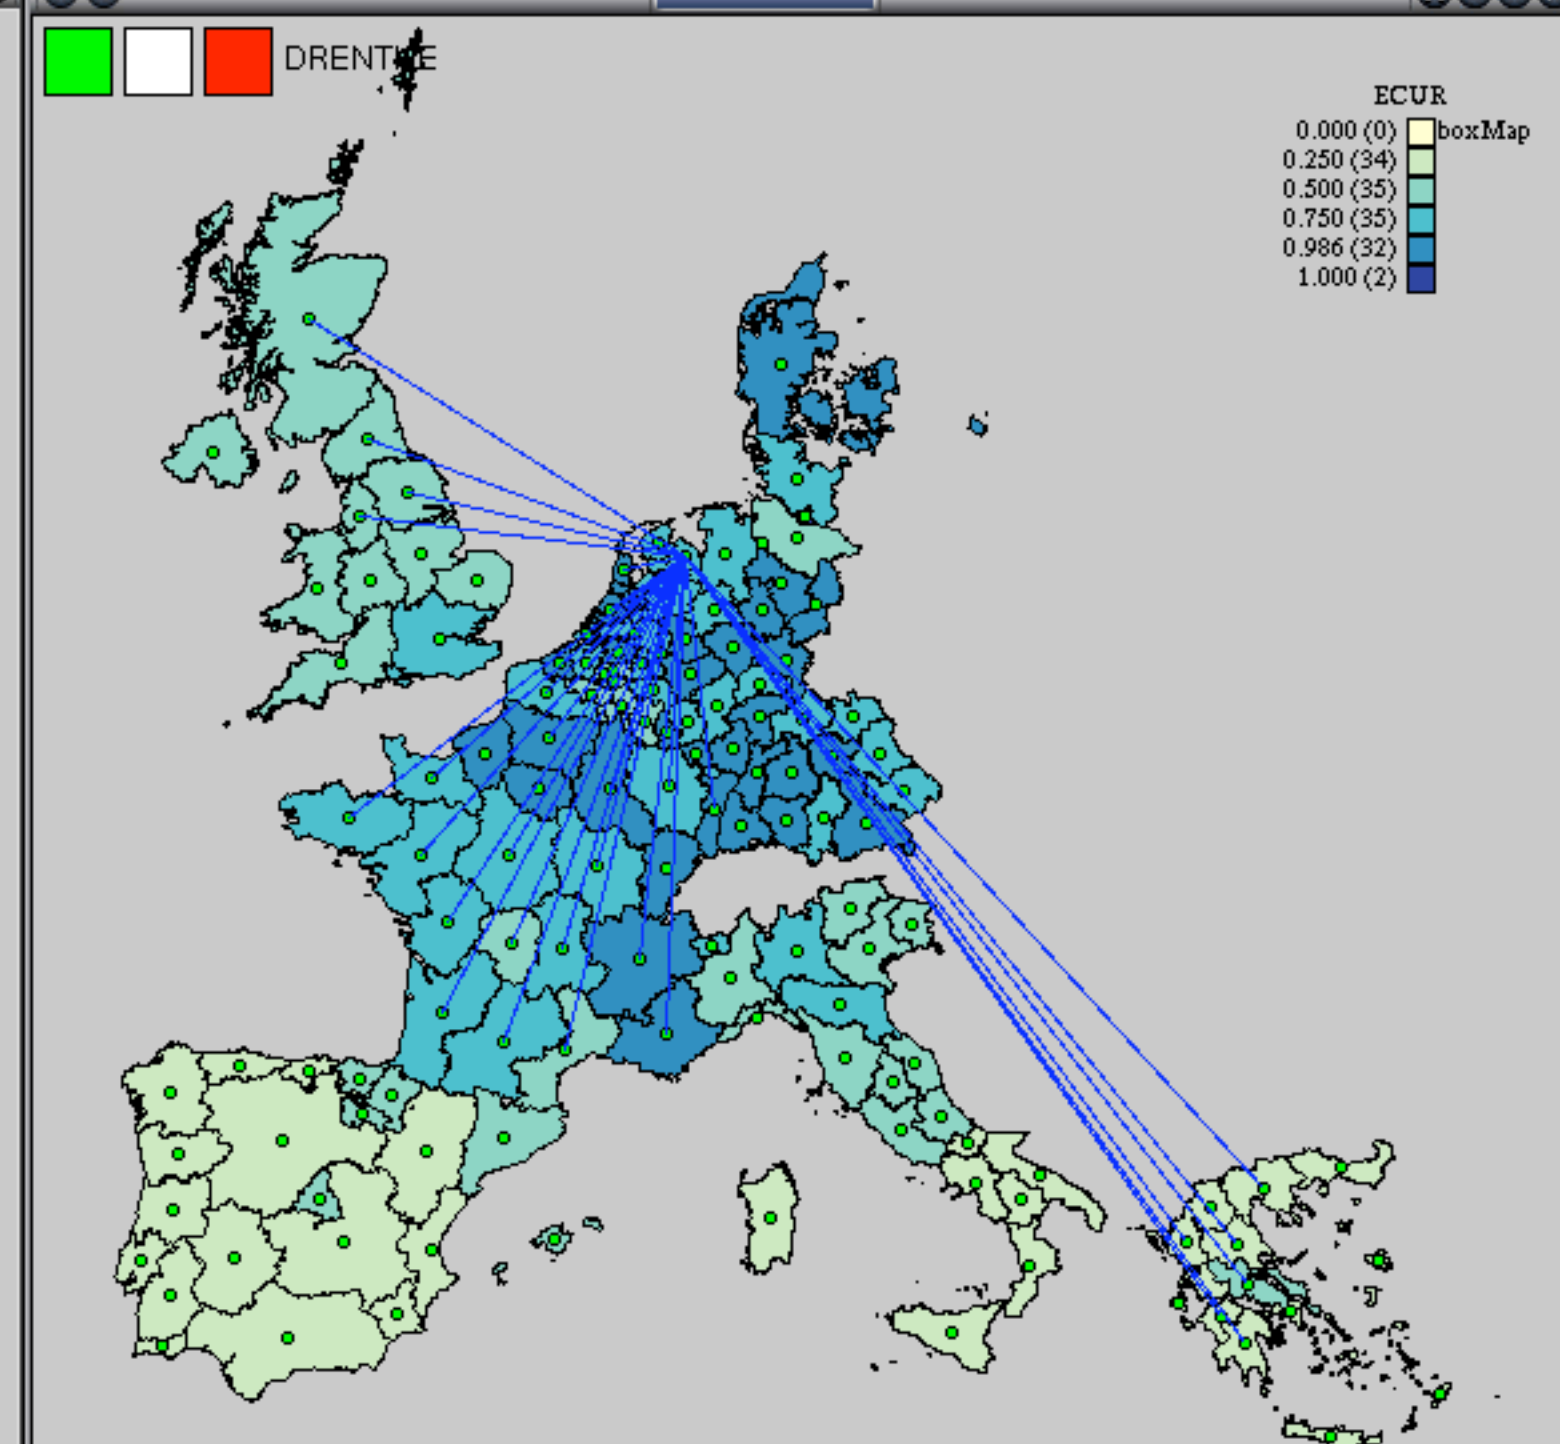 DRENTHE
ECUR
0.000 (0) boxMap
0.250 (34)
0.500 (35)
0.750 (35)
0.986 (32)
1.000 (2)